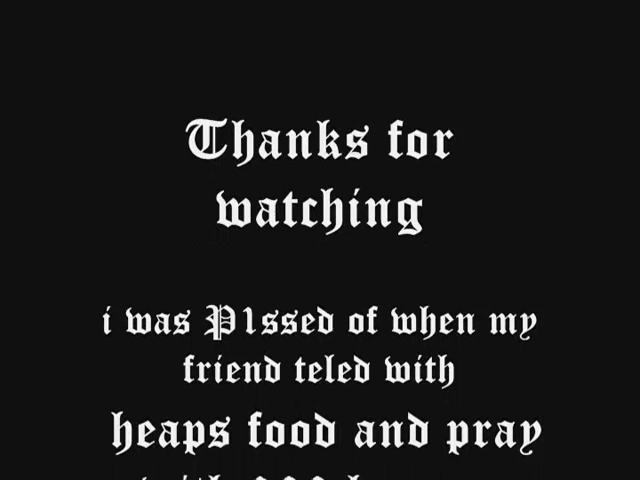 Thanks for
watching
i was P1ssed of when my
friend teled with
heaps food and pray